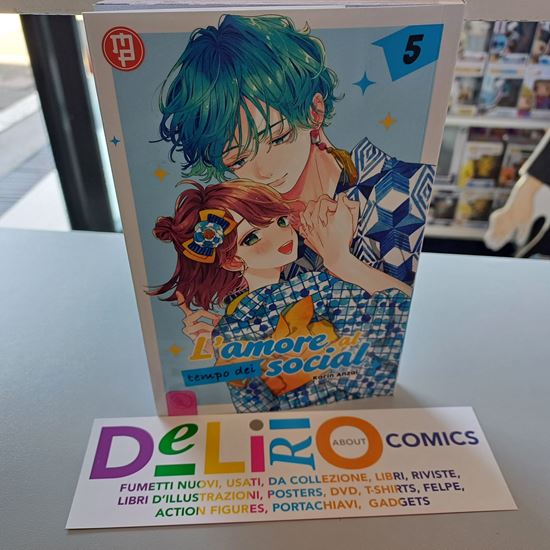 MP
5
L'amore al
tempo dei social
Karin Anzai
DeLiRiO ABOUT COMICS
FUMETTI NUOVI, USATI, DA COLLEZIONE, LIBRI, RIVISTE,
LIBRI D'ILLUSTRAZIONI, POSTERS, DVD, T-SHIRTS, FELPE,
ACTION FIGURES, PORTACHIAVI, GADGETS